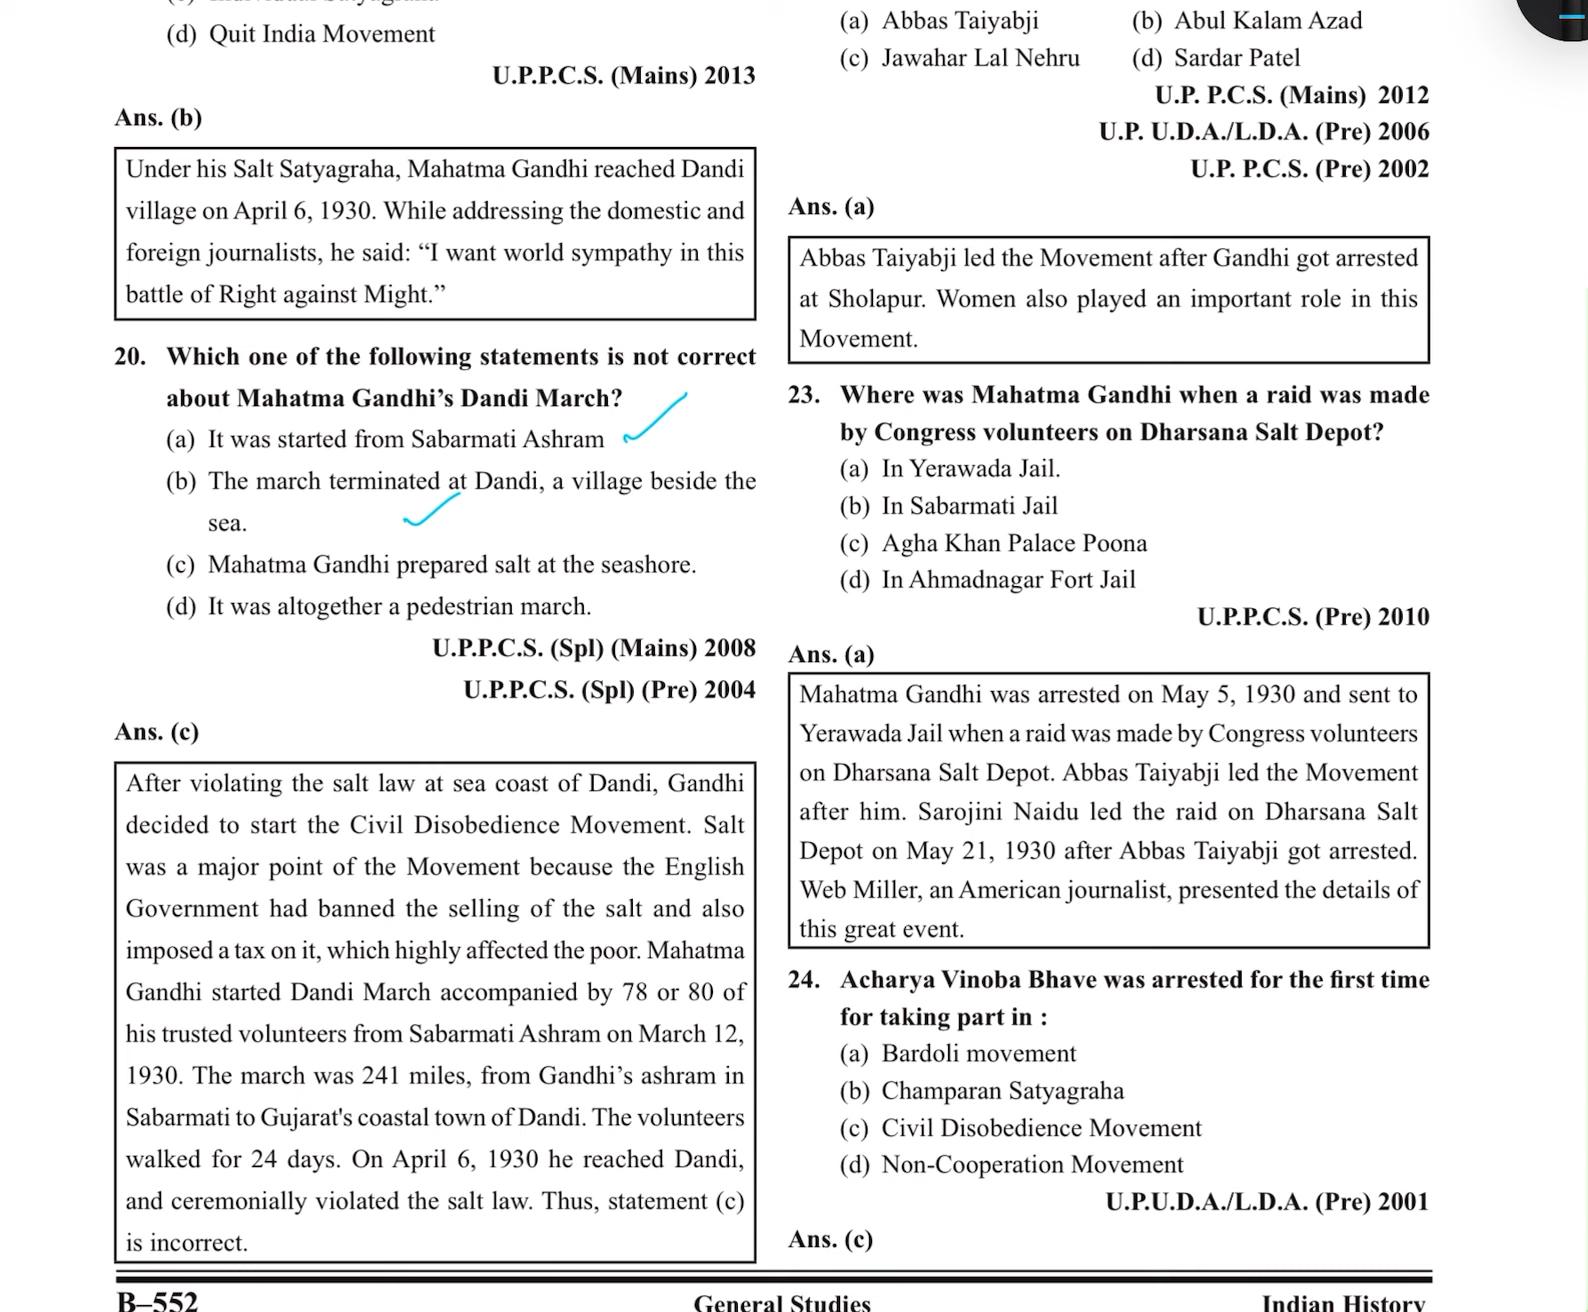 (d) Quit India Movement
U.P.P.C.S. (Mains) 2013
Ans. (b)
Under his Salt Satyagraha, Mahatma Gandhi reached Dandi
village on April 6, 1930. While addressing the domestic and
foreign journalists, he said: “I want world sympathy in this
battle of Right against Might.”
20. Which one of the following statements is not correct
about Mahatma Gandhi’s Dandi March?
(a) It was started from Sabarmati Ashram
(b) The march terminated at Dandi, a village beside the
sea.
(c) Mahatma Gandhi prepared salt at the seashore.
(d) It was altogether a pedestrian march.
U.P.P.C.S. (Spl) (Mains) 2008
U.P.P.C.S. (Spl) (Pre) 2004
Ans. (c)
After violating the salt law at sea coast of Dandi, Gandhi
decided to start the Civil Disobedience Movement. Salt
was a major point of the Movement because the English
Government had banned the selling of the salt and also
imposed a tax on it, which highly affected the poor. Mahatma
Gandhi started Dandi March accompanied by 78 or 80 of
his trusted volunteers from Sabarmati Ashram on March 12,
1930. The march was 241 miles, from Gandhi’s ashram in
Sabarmati to Gujarat's coastal town of Dandi. The volunteers
walked for 24 days. On April 6, 1930 he reached Dandi,
and ceremonially violated the salt law. Thus, statement (c)
is incorrect.
(a) Abbas Taiyabji (b) Abul Kalam Azad
(c) Jawahar Lal Nehru (d) Sardar Patel
U.P. P.C.S. (Mains) 2012
U.P. U.D.A./L.D.A. (Pre) 2006
U.P. P.C.S. (Pre) 2002
Ans. (a)
Abbas Taiyabji led the Movement after Gandhi got arrested
at Sholapur. Women also played an important role in this
Movement.
23. Where was Mahatma Gandhi when a raid was made
by Congress volunteers on Dharsana Salt Depot?
(a) In Yerawada Jail.
(b) In Sabarmati Jail
(c) Agha Khan Palace Poona
(d) In Ahmadnagar Fort Jail
U.P.P.C.S. (Pre) 2010
Ans. (a)
Mahatma Gandhi was arrested on May 5, 1930 and sent to
Yerawada Jail when a raid was made by Congress volunteers
on Dharsana Salt Depot. Abbas Taiyabji led the Movement
after him. Sarojini Naidu led the raid on Dharsana Salt
Depot on May 21, 1930 after Abbas Taiyabji got arrested.
Web Miller, an American journalist, presented the details of
this great event.
24. Acharya Vinoba Bhave was arrested for the first time
for taking part in :
(a) Bardoli movement
(b) Champaran Satyagraha
(c) Civil Disobedience Movement
(d) Non-Cooperation Movement
U.P.U.D.A./L.D.A. (Pre) 2001
Ans. (c)
B–552 General Studies Indian History